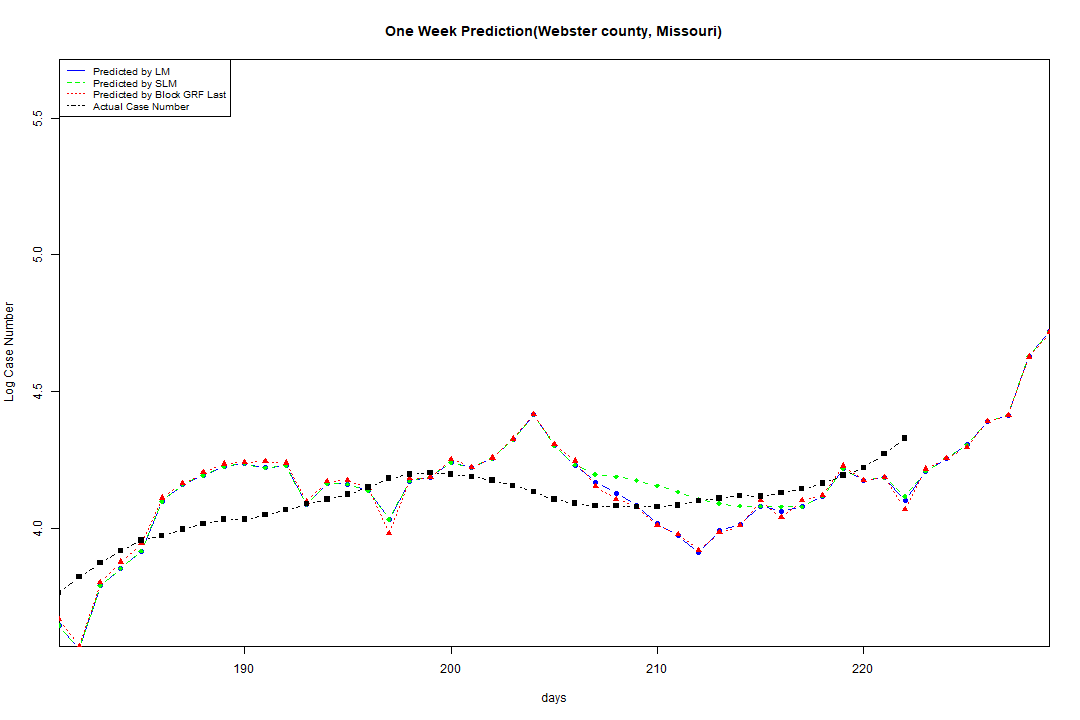 One Week Prediction(Webster county, Missouri)
Predicted by LM
Predicted by SLM
Predicted by Block GRF Last
Actual Case Number
5.5
5.0
4.5
4.0
Log Case Number
190
200
210
220
days